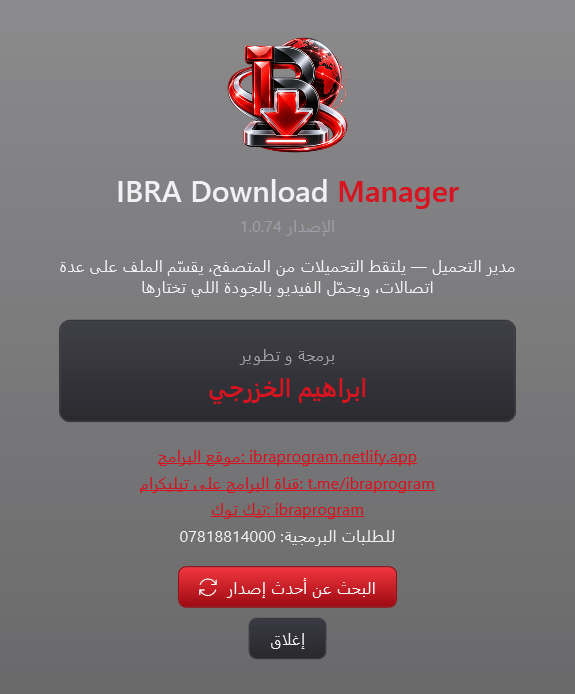 IBRA Download Manager
الإصدار 1.0.74
مدير التحميل — يلتقط التحميلات من المتصفح، يقسّم الملف على عدة
اتصالات، ويحمّل الفيديو بالجودة اللي تختارها
برمجة و تطوير
ابراهيم الخزرجي
موقع البرامج: ibraprogram.netlify.app
قناة البرامج على تيليكرام: t.me/ibraprogram
تيك توك: ibraprogram
للطلبات البرمجية: 07818814000
البحث عن أحدث إصدار
إغلاق